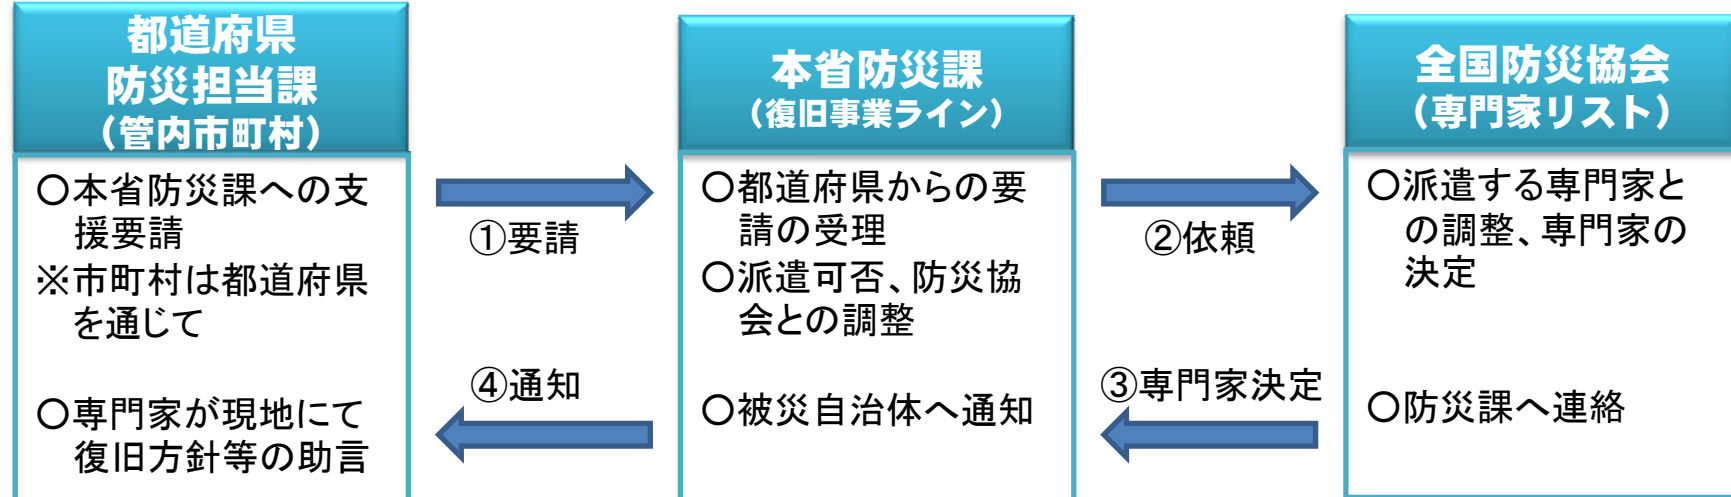 都道府県
防災担当課
（管内市町村）
〇本省防災課への支
援要請
※市町村は都道府県
を通じて
〇専門家が現地にて
復旧方針等の助言
①要請
④通知
本省防災課
（復旧事業ライン）
〇都道府県からの要
請の受理
〇派遣可否、防災協
会との調整
〇被災自治体へ通知
②依頼
③専門家決定
全国防災協会
（専門家リスト）
〇派遣する専門家と
の調整、専門家の
決定
〇防災課へ連絡